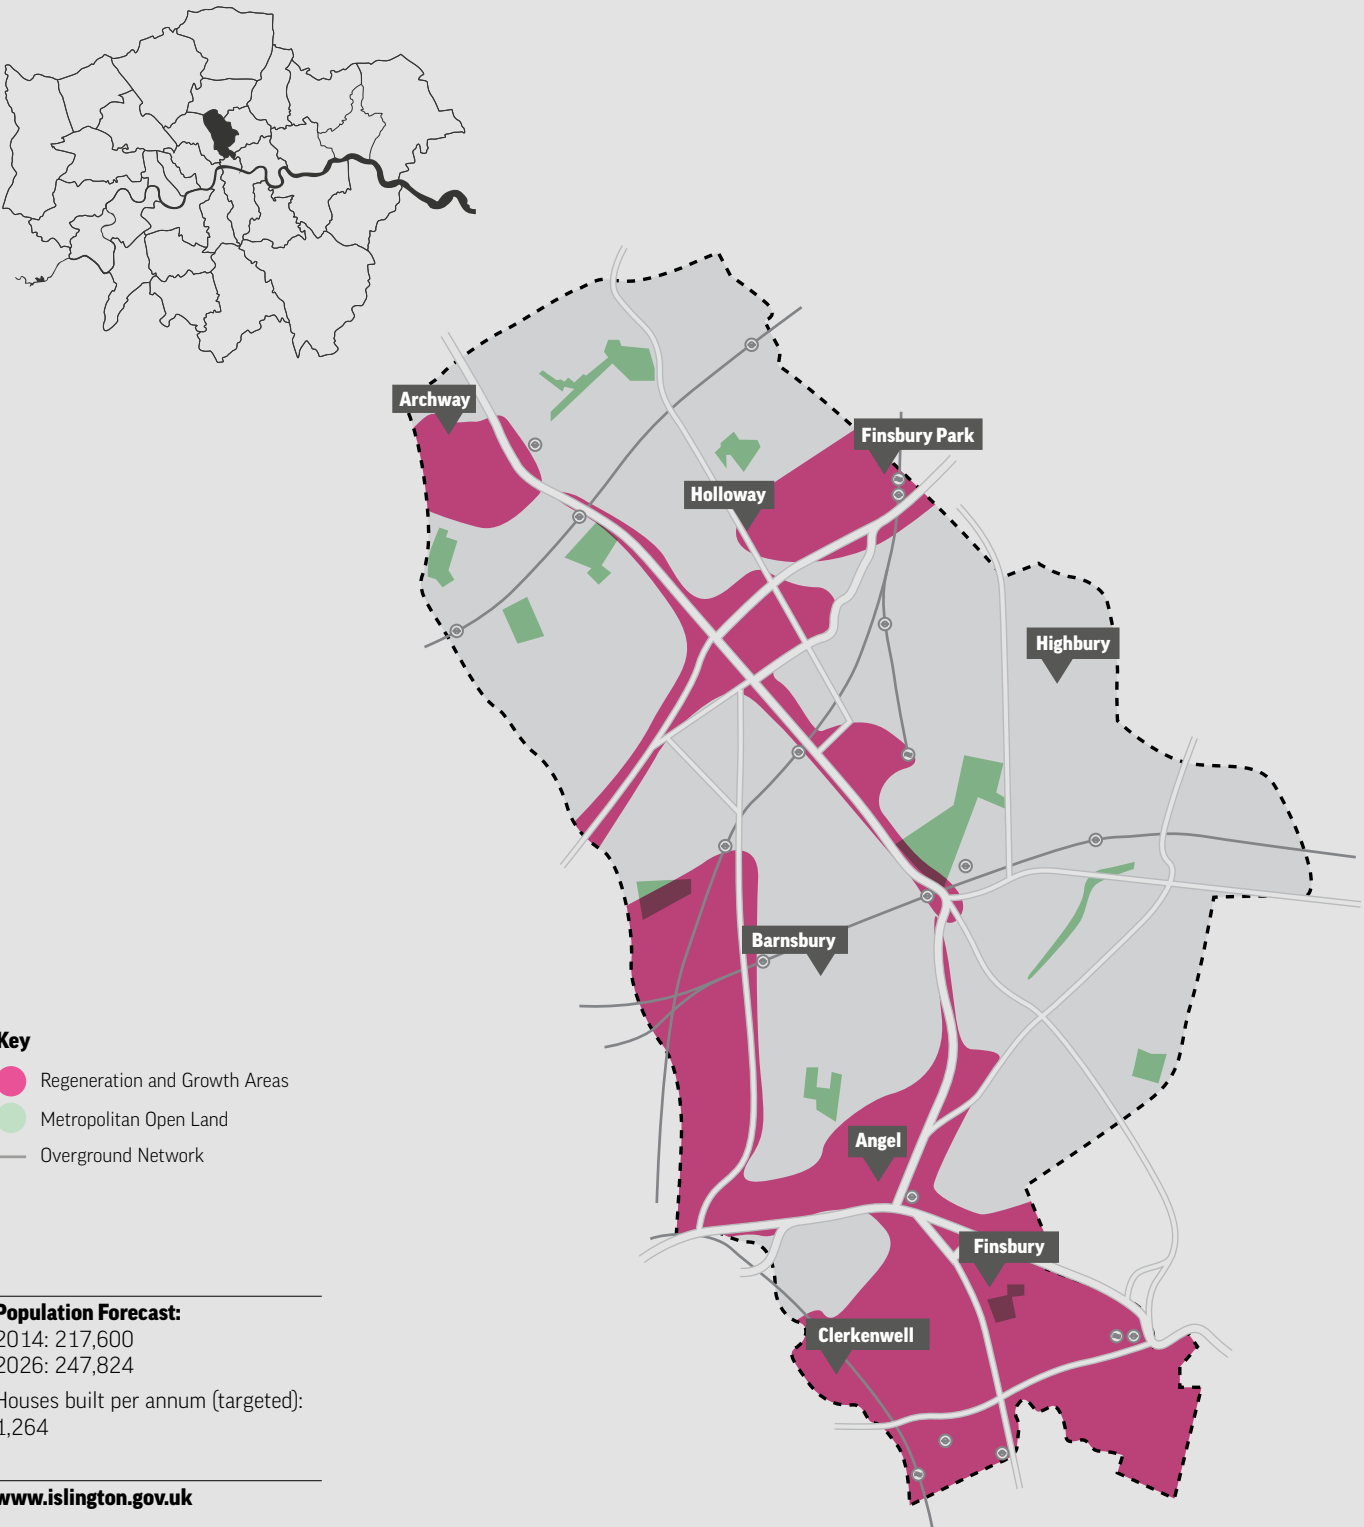 Archway
Finsbury Park
Holloway
Highbury
Barnsbury
Angel
Finsbury
Clerkenwell
Key
Regeneration and Growth Areas
Metropolitan Open Land
Overground Network
Population Forecast:
2014: 217,600
2026: 247,824
Houses built per annum (targeted):
1,264
www.islington.gov.uk